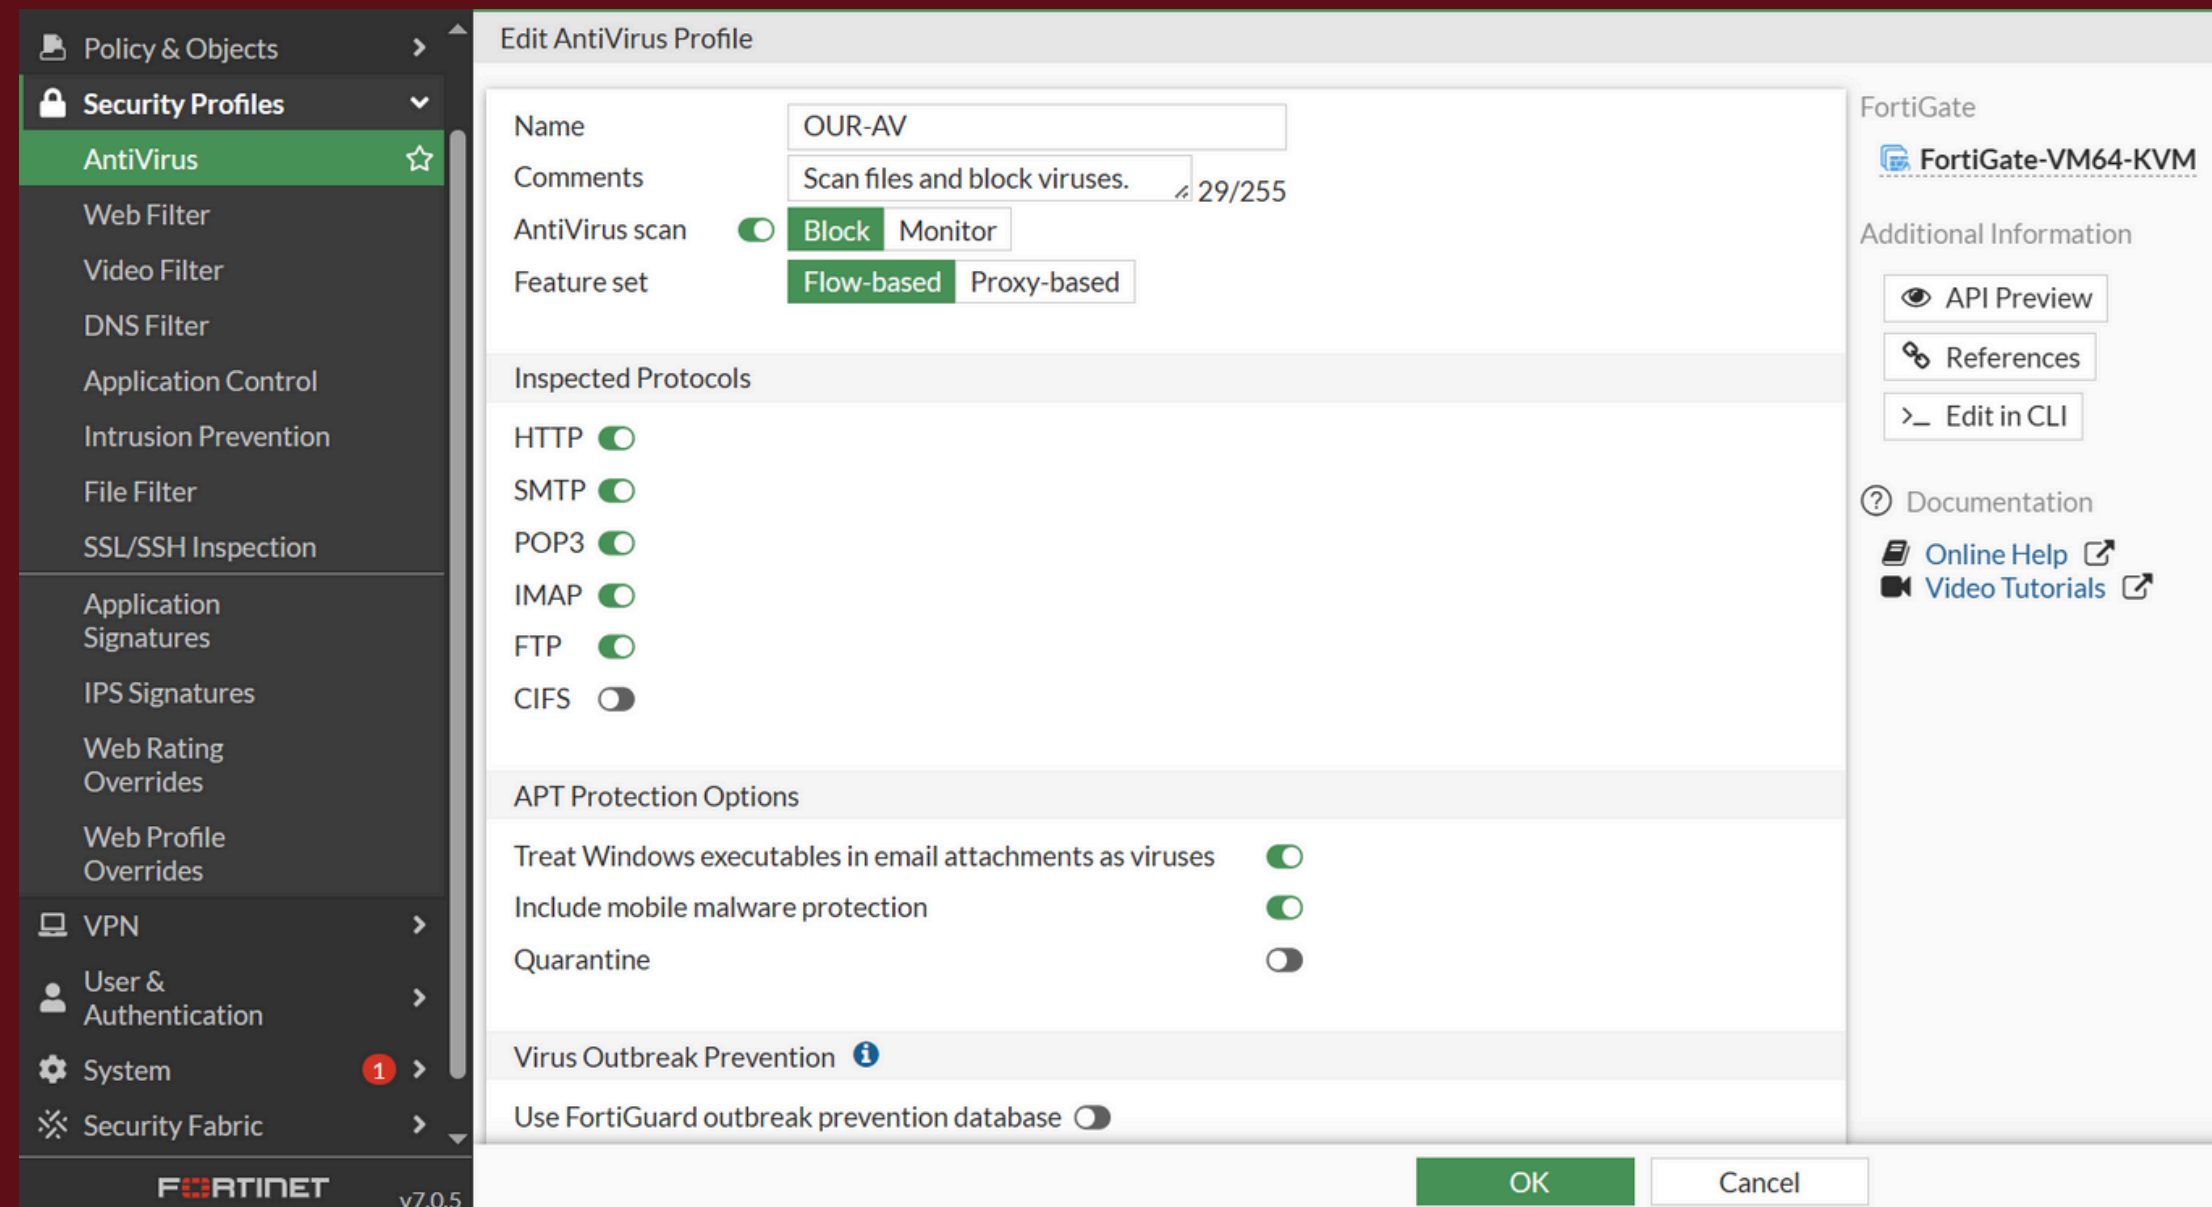 Policy & Objects
Security Profiles
AntiVirus
Web Filter
Video Filter
DNS Filter
Application Control
Intrusion Prevention
File Filter
SSL/SSH Inspection
Application
Signatures
IPS Signatures
Web Rating
Overrides
Web Profile
Overrides
VPN
User &
Authentication
System 1
Security Fabric
FORTINET v7.0.5
Edit AntiVirus Profile
Name OUR-AV
Comments Scan files and block viruses. 29/255
AntiVirus scan Block Monitor
Feature set Flow-based Proxy-based
Inspected Protocols
HTTP
SMTP
POP3
IMAP
FTP
CIFS
APT Protection Options
Treat Windows executables in email attachments as viruses
Include mobile malware protection
Quarantine
Virus Outbreak Prevention
Use FortiGuard outbreak prevention database
OK Cancel
FortiGate
FortiGate-VM64-KVM
Additional Information
API Preview
References
>_ Edit in CLI
Documentation
Online Help
Video Tutorials